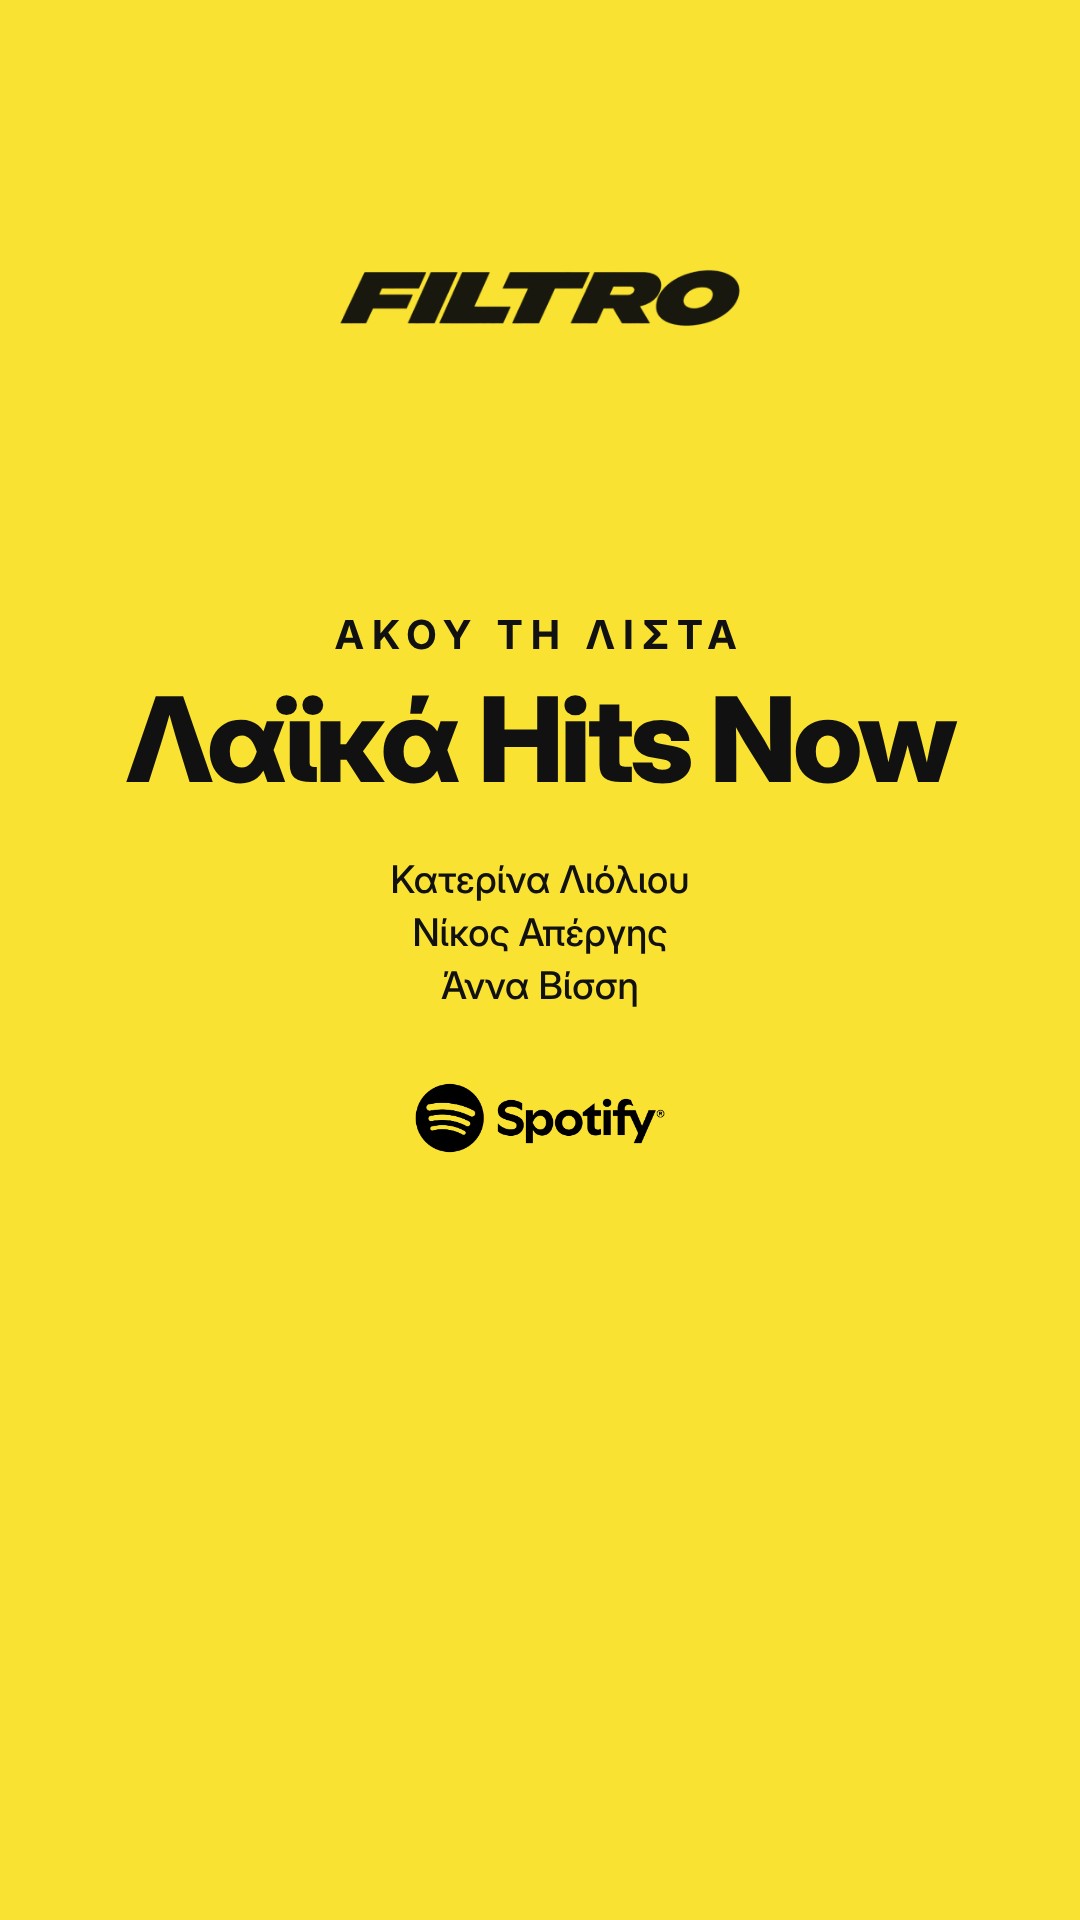 FILTRO
ΑΚΟΥ ΤΗ ΛΙΣΤΑ
Λαϊκά Hits Now
Κατερίνα Λιόλιου
Νίκος Απέργης
Άννα Βίσση
Spotify®